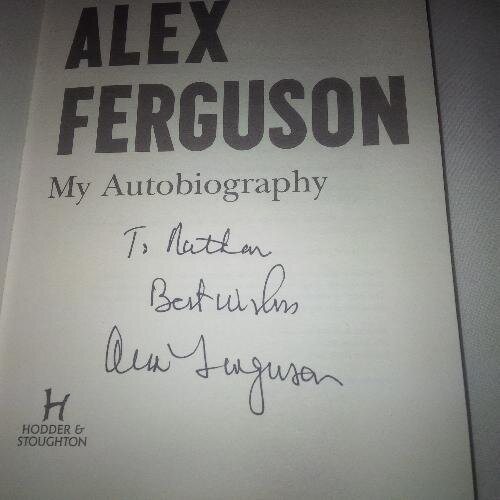 ALEX
FERGUSON
My Autobiography
To Nathan
Best Wishes
Alex Ferguson
H
HODDER &
STOUGHTON